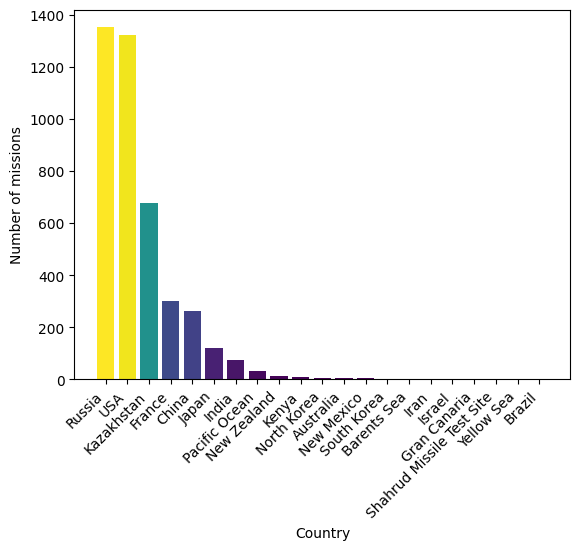 Number of missions
1400
1200
1000
800
600
400
200
0
Russia
USA
Kazakhstan
France
China
Japan
India
Pacific Ocean
New Zealand
Kenya
North Korea
Australia
New Mexico
South Korea
Barents Sea
Iran
Israel
Gran Canaria
Shahrud Missile Test Site
Yellow Sea
Brazil
Country